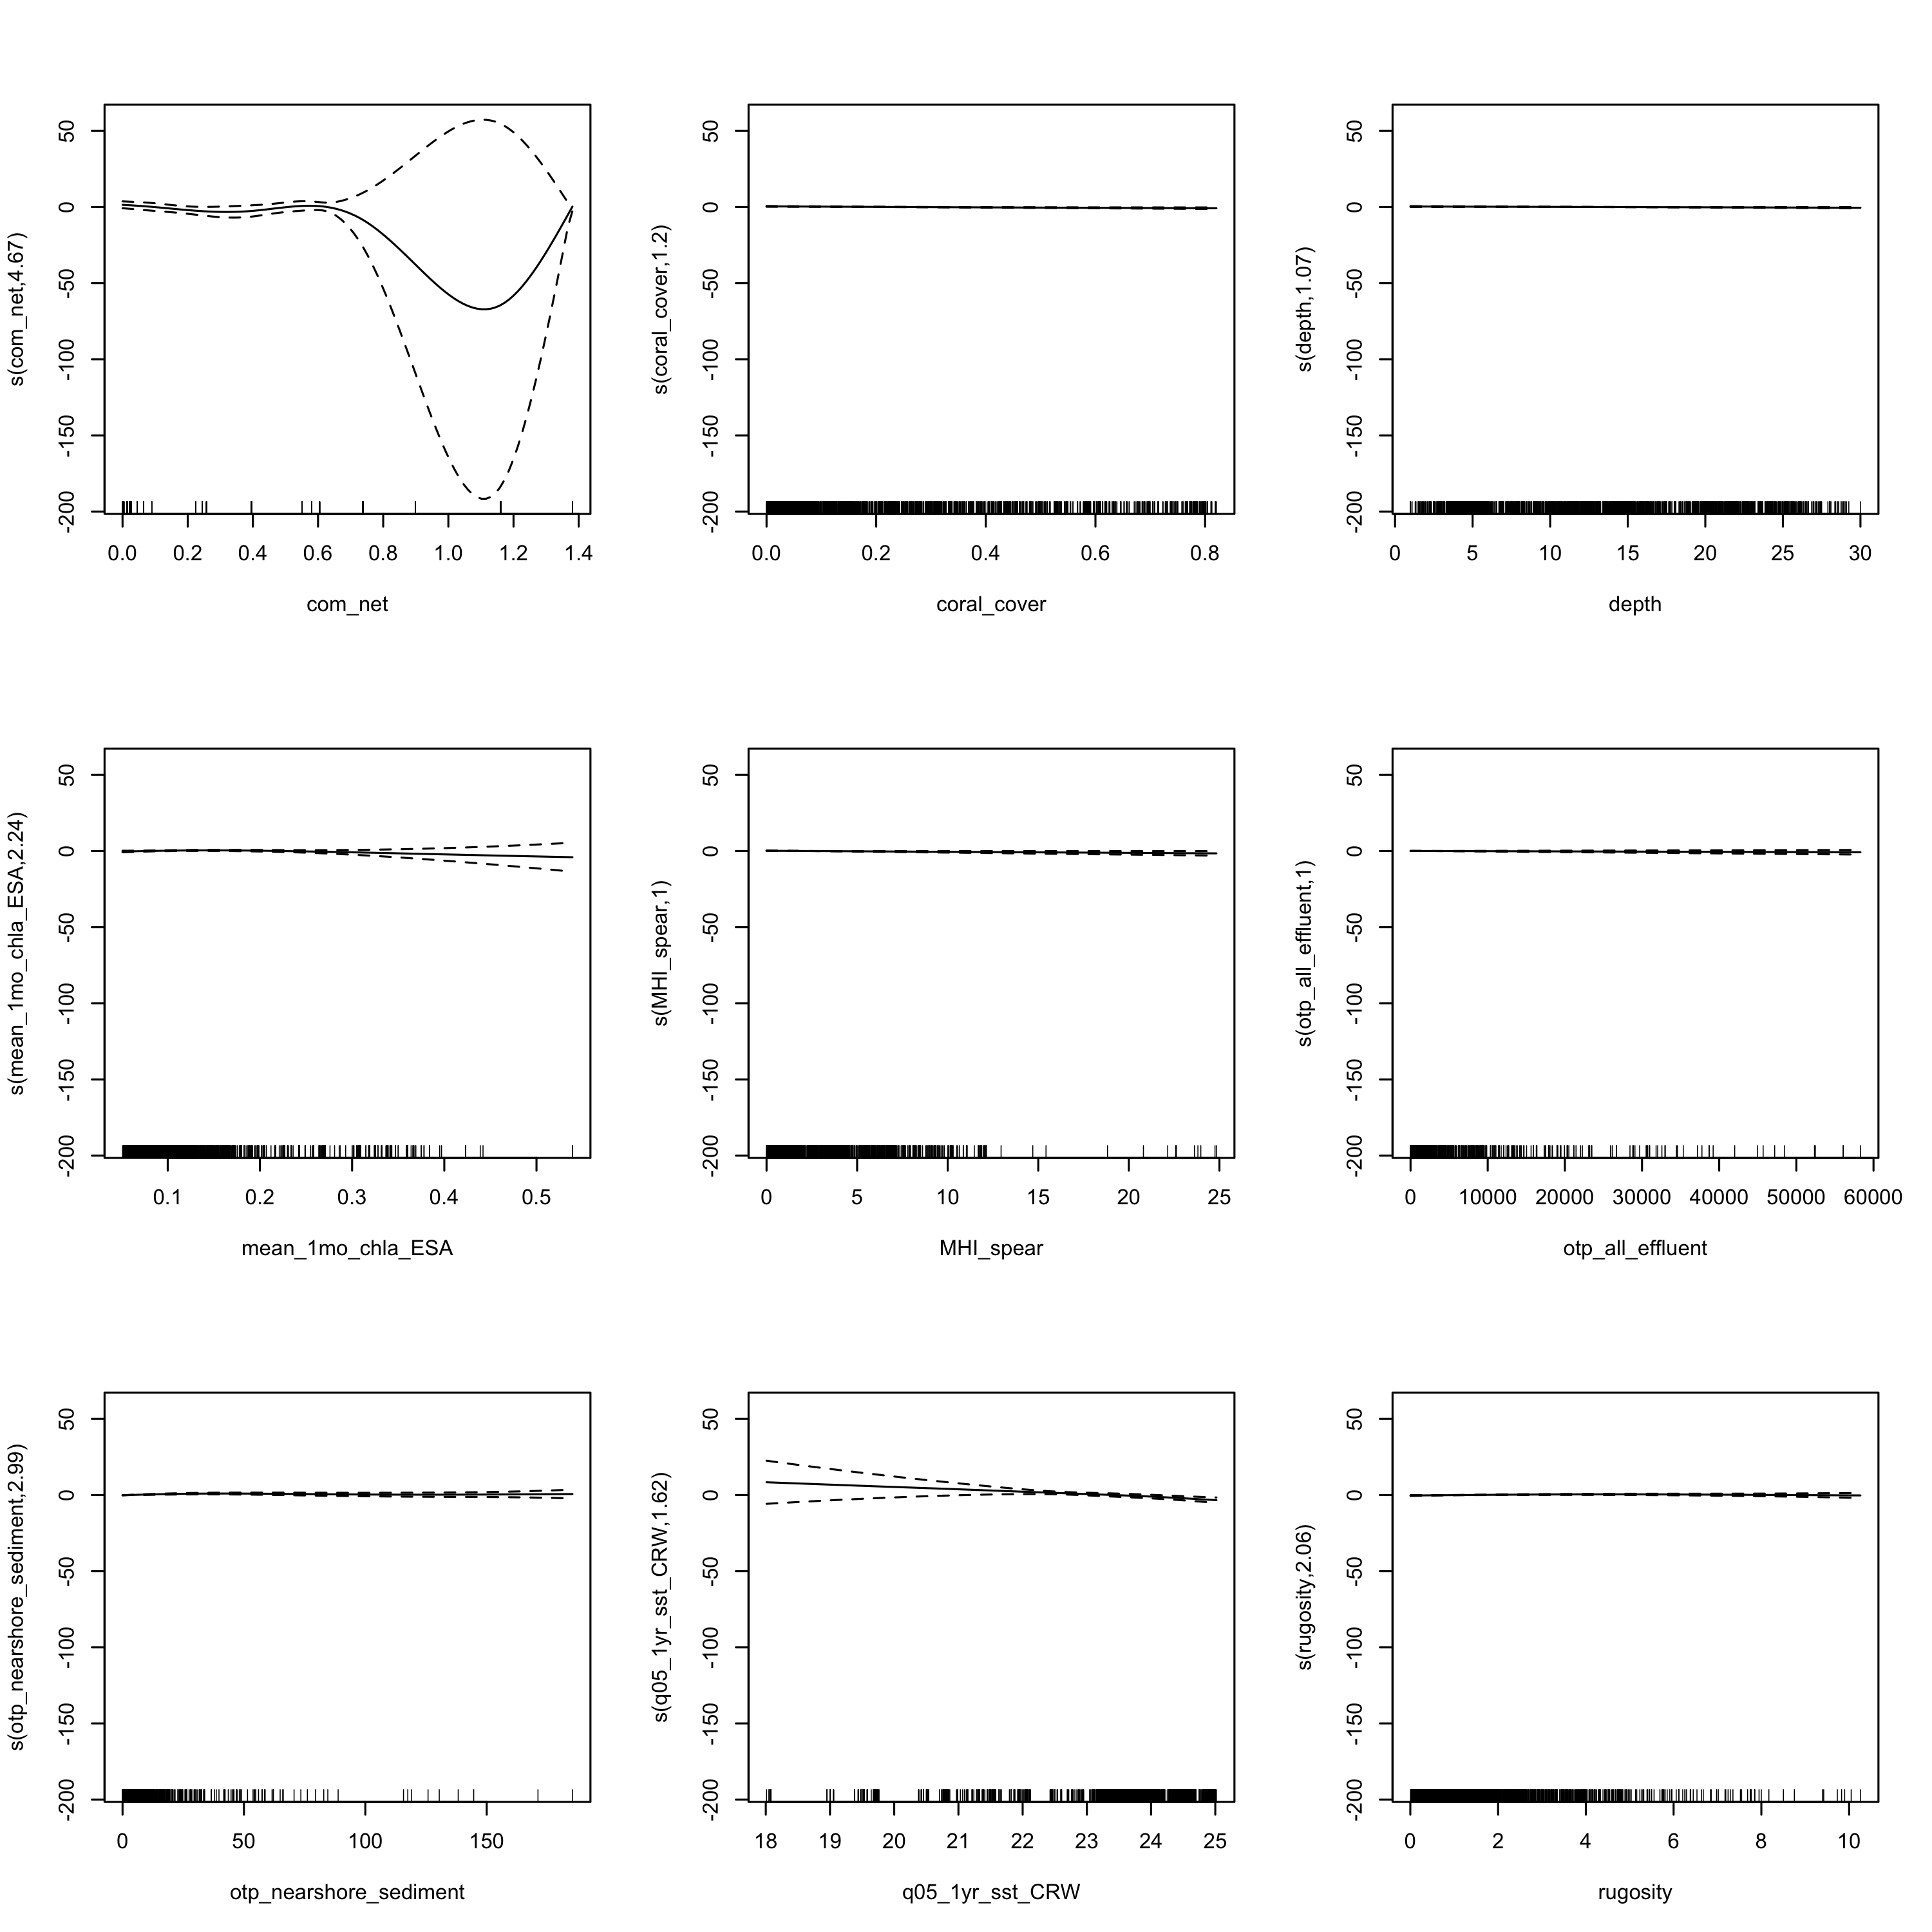 s(com_net,4.67)
50
0
-50
-100
-150
-200
0.0 0.2 0.4 0.6 0.8 1.0 1.2 1.4
com_net
s(coral_cover,1.2)
50
0
-50
-100
-150
-200
0.0 0.2 0.4 0.6 0.8
coral_cover
s(depth,1.07)
50
0
-50
-100
-150
-200
0 5 10 15 20 25 30
depth
s(mean_1mo_chla_ESA,2.24)
50
0
-50
-100
-150
-200
0.1 0.2 0.3 0.4 0.5
mean_1mo_chla_ESA
s(MHI_spear,1)
50
0
-50
-100
-150
-200
0 5 10 15 20 25
MHI_spear
s(otp_all_effluent,1)
50
0
-50
-100
-150
-200
0 10000 20000 30000 40000 50000 60000
otp_all_effluent
s(otp_nearshore_sediment,2.99)
50
0
-50
-100
-150
-200
0 50 100 150
otp_nearshore_sediment
s(q05_1yr_sst_CRW,1.62)
50
0
-50
-100
-150
-200
18 19 20 21 22 23 24 25
q05_1yr_sst_CRW
s(rugosity,2.06)
50
0
-50
-100
-150
-200
0 2 4 6 8 10
rugosity